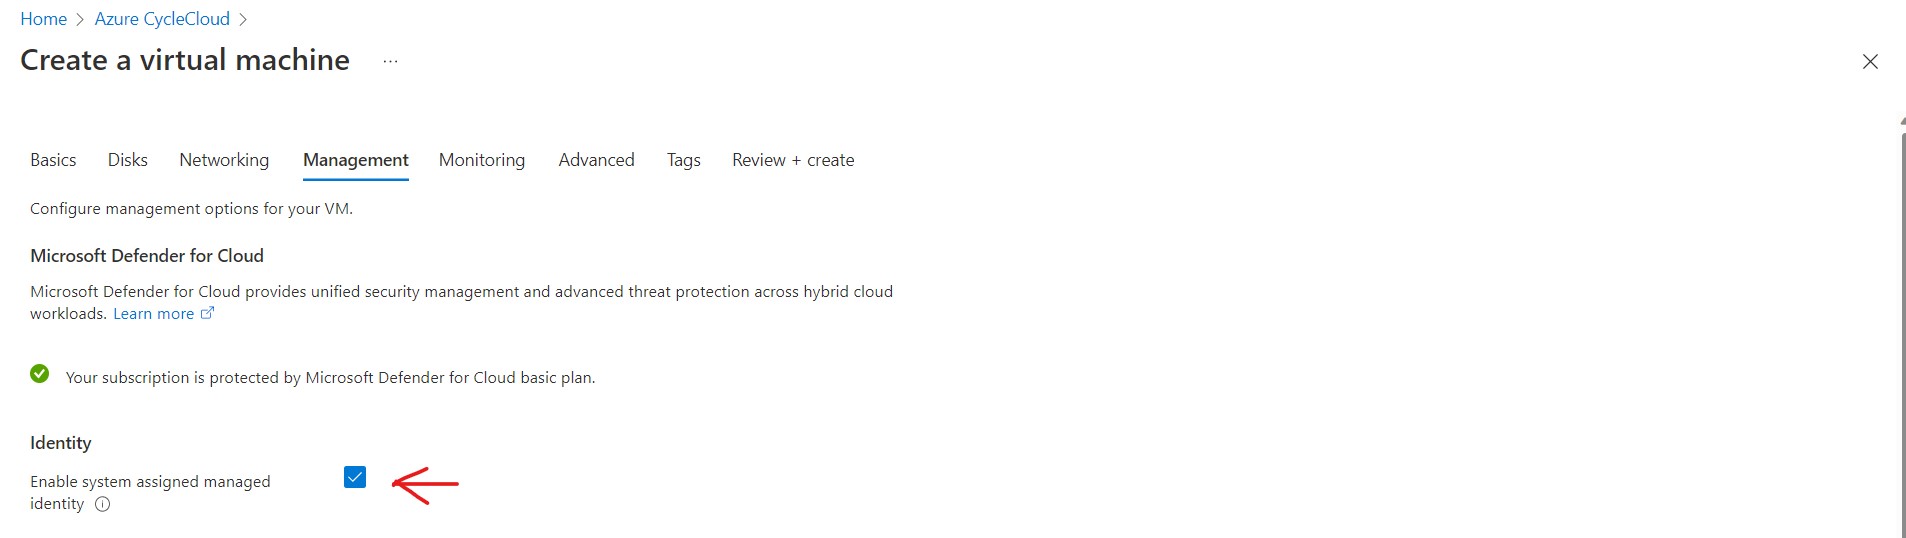 Home > Azure CycleCloud >
Create a virtual machine ...
Basics Disks Networking Management Monitoring Advanced Tags Review + create
Configure management options for your VM.
Microsoft Defender for Cloud
Microsoft Defender for Cloud provides unified security management and advanced threat protection across hybrid cloud
workloads. Learn more
Your subscription is protected by Microsoft Defender for Cloud basic plan.
Identity
Enable system assigned managed
identity